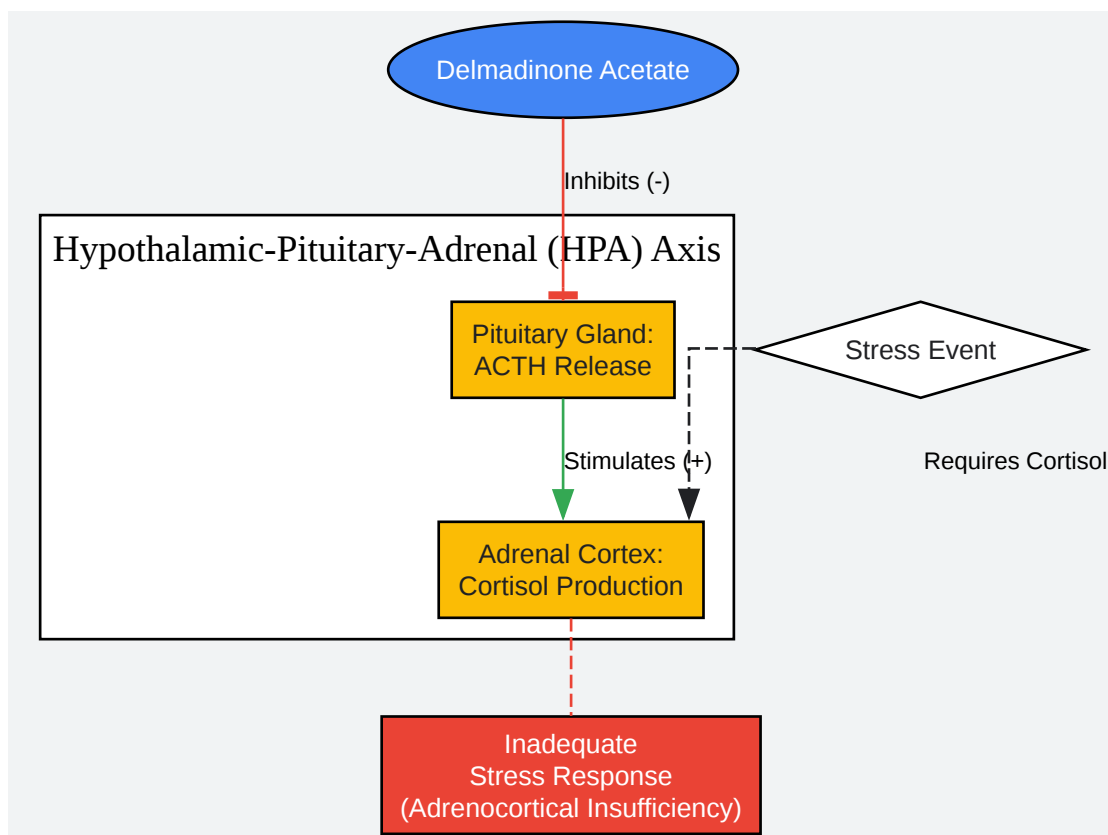 Delmadinone Acetate
Inhibits (-)
Hypothalamic-Pituitary-Adrenal (HPA) Axis
Pituitary Gland:
ACTH Release
Stress Event
Stimulates (+)
Requires Cortisol
Adrenal Cortex:
Cortisol Production
Inadequate
Stress Response
(Adrenocortical Insufficiency)